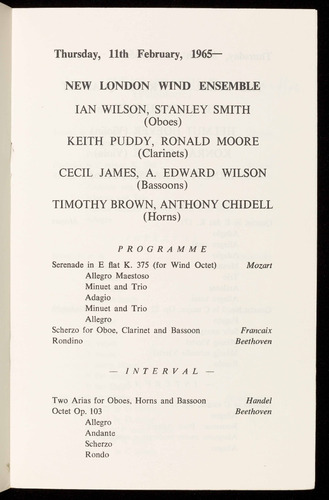 Thursday, 11th February, 1965—
NEW LONDON WIND ENSEMBLE
IAN WILSON, STANLEY SMITH
(Oboes)
KEITH PUDDY, RONALD MOORE
(Clarinets)
CECIL JAMES, A. EDWARD WILSON
(Bassoons)
TIMOTHY BROWN, ANTHONY CHIDELL
(Horns)
PROGRAMME
Serenade in E flat K. 375 (for Wind Octet) Mozart
Allegro Maestoso
Minuet and Trio
Adagio
Minuet and Trio
Allegro
Scherzo for Oboe, Clarinet and Bassoon Francaix
Rondino Beethoven
— INTERVAL —
Two Arias for Oboes, Horns and Bassoon Handel
Octet Op. 103 Beethoven
Allegro
Andante
Scherzo
Rondo